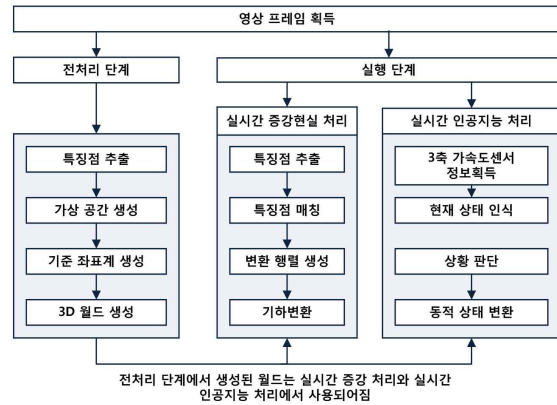 영상 프레임 획득
전처리 단계
실행 단계
실시간 증강현실 처리
실시간 인공지능 처리
특징점 추출
가상 공간 생성
기준 좌표계 생성
3D 월드 생성
특징점 추출
특징점 매칭
변환 행렬 생성
기하변환
3축 가속도센서
정보획득
현재 상태 인식
상황 판단
동적 상태 변환
전처리 단계에서 생성된 월드는 실시간 증강 처리와 실시간
인공지능 처리에서 사용되어짐